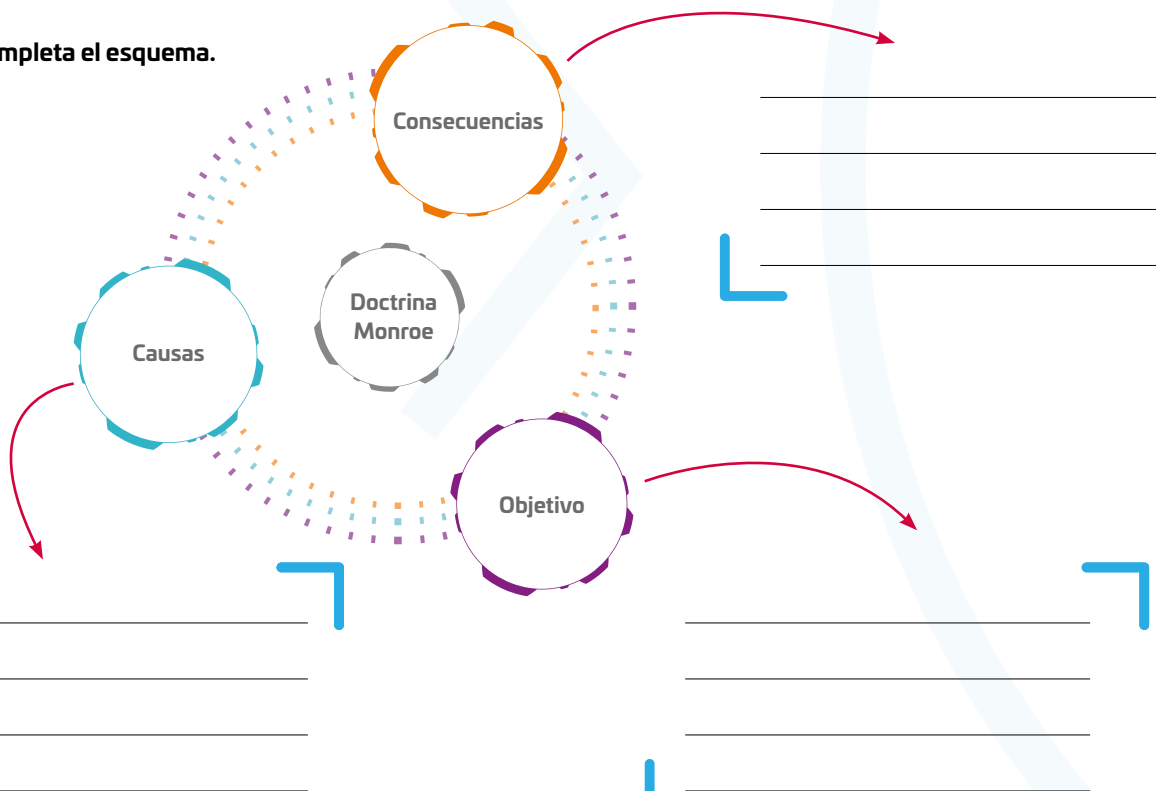 mpleta el esquema.
Consecuencias
Doctrina
Monroe
Causas
Objetivo